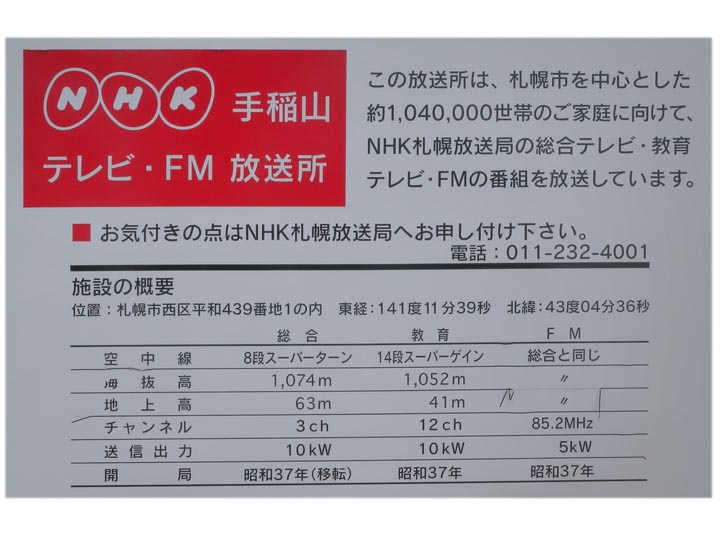 NHK 手稲山
テレビ・FM 放送所
この放送所は、札幌市を中心とした
約1,040,000世帯のご家庭に向けて、
NHK札幌放送局の総合テレビ・教育
テレビ・FMの番組を放送しています。
■ お気付きの点はNHK札幌放送局へお申し付け下さい。
電話：011-232-4001
施設の概要
位置：札幌市西区平和439番地1の内 東経：141度11分39秒 北緯：43度04分36秒
総合 教育 FM
空中線 8段スーパーターン 14段スーパーゲイン 総合と同じ
海抜高 1,074m 1,052m 〃
地上高 63m 41m 〃
チャンネル 3ch 12ch 85.2MHz
送信出力 10kW 10kW 5kW
開局 昭和37年(移転) 昭和37年 昭和37年